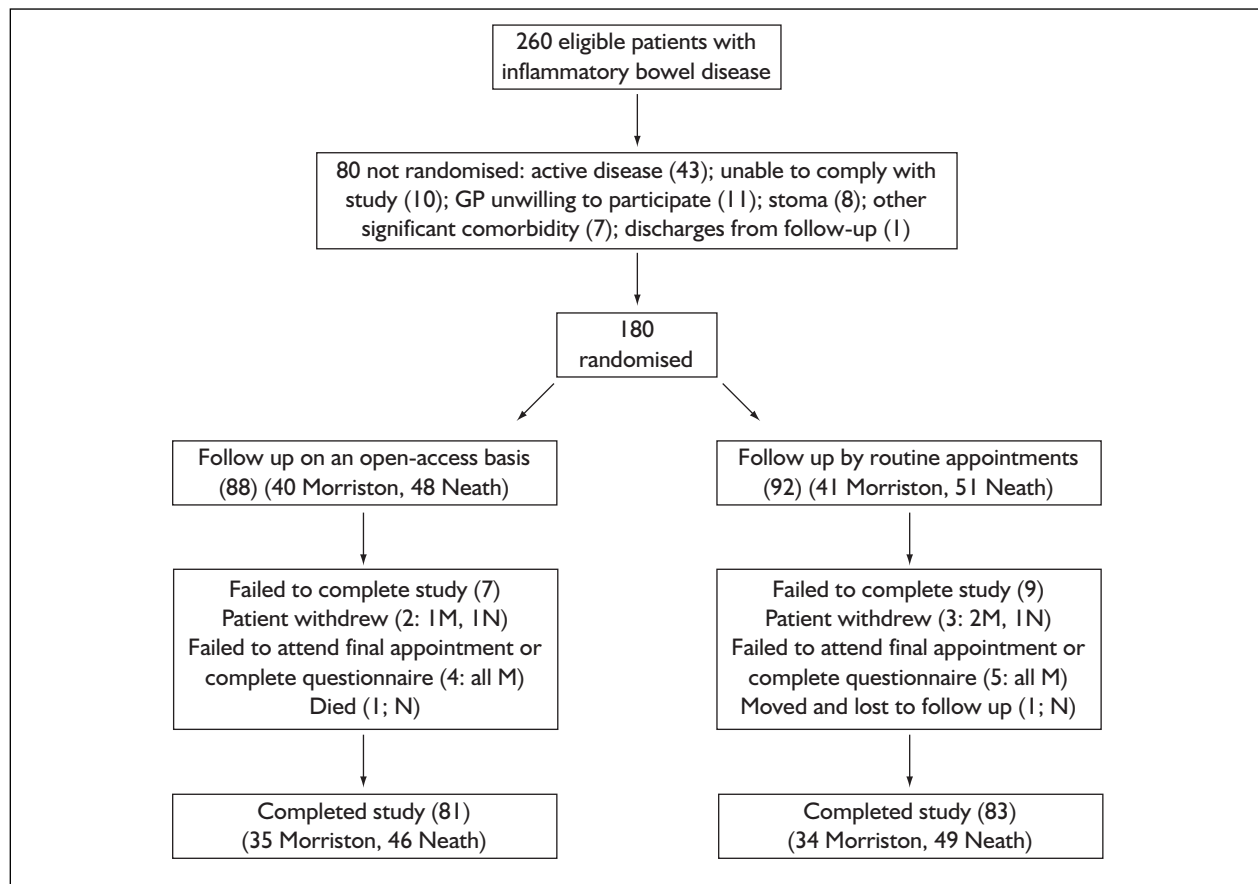 260 eligible patients with
inflammatory bowel disease
80 not randomised: active disease (43); unable to comply with
study (10); GP unwilling to participate (11); stoma (8); other
significant comorbidity (7); discharges from follow-up (1)
180
randomised
Follow up on an open-access basis
(88) (40 Morriston, 48 Neath)
Follow up by routine appointments
(92) (41 Morriston, 51 Neath)
Failed to complete study (7)
Patient withdrew (2: 1M, 1N)
Failed to attend final appointment or
complete questionnaire (4: all M)
Died (1; N)
Failed to complete study (9)
Patient withdrew (3: 2M, 1N)
Failed to attend final appointment or
complete questionnaire (5: all M)
Moved and lost to follow up (1; N)
Completed study (81)
(35 Morriston, 46 Neath)
Completed study (83)
(34 Morriston, 49 Neath)